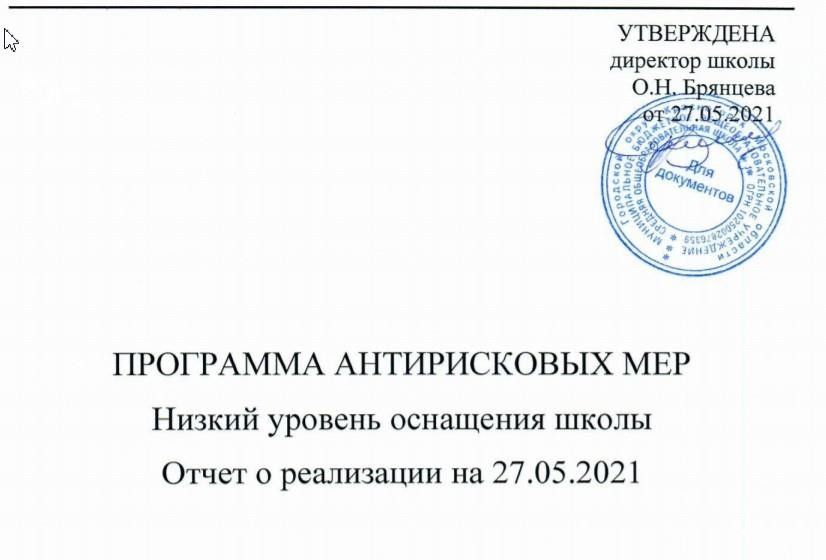 УТВЕРЖДЕНА
директор школы
О.Н. Брянцева
от 27.05.2021
Для
документов
ПРОГРАММА АНТИРИСКОВЫХ МЕР
Низкий уровень оснащения школы
Отчет о реализации на 27.05.2021